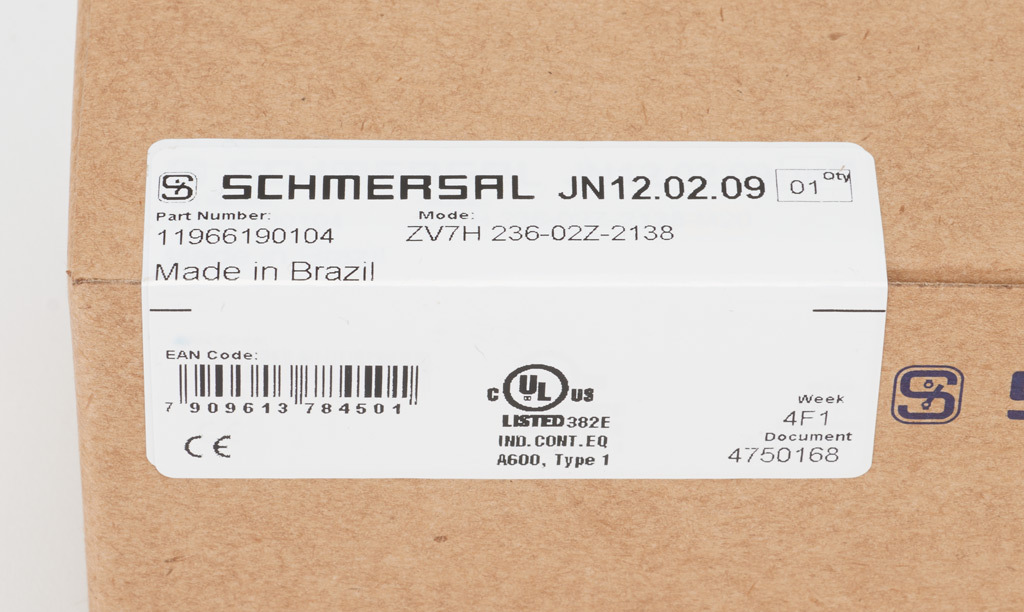 S SCHMERSAL JN12.02.09 01 Qty
Part Number: Mode:
11966190104 ZV7H 236-02Z-2138
Made in Brazil
EAN Code:
7 909613 784501
CE
C UL US
LISTED 382E
IND.CONT.EQ
A600, Type 1
Week
4F1
Document
4750168
S